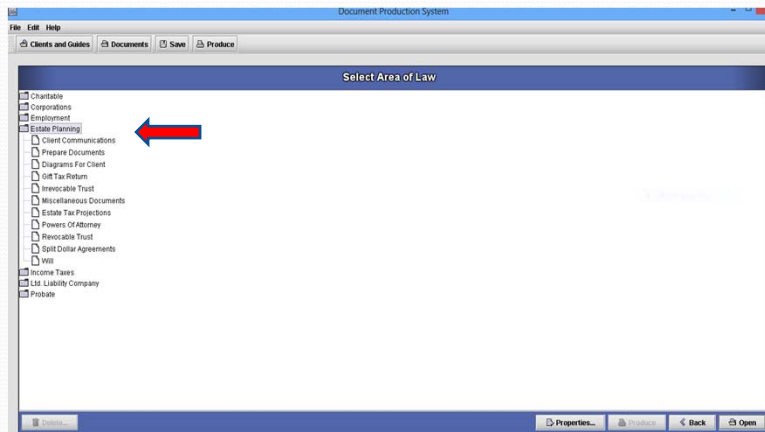 Document Production System
File Edit Help
Clients and Guides Documents Save Produce
Select Area of Law
Charitable
Corporations
Employment
Estate Planning
Client Communications
Prepare Documents
Diagrams For Client
Gift Tax Return
Irrevocable Trust
Miscellaneous Documents
Estate Tax Projections
Powers Of Attorney
Revocable Trust
Split Dollar Agreements
Will
Income Taxes
Ltd. Liability Company
Probate
Delete... Properties... Produce Back Open